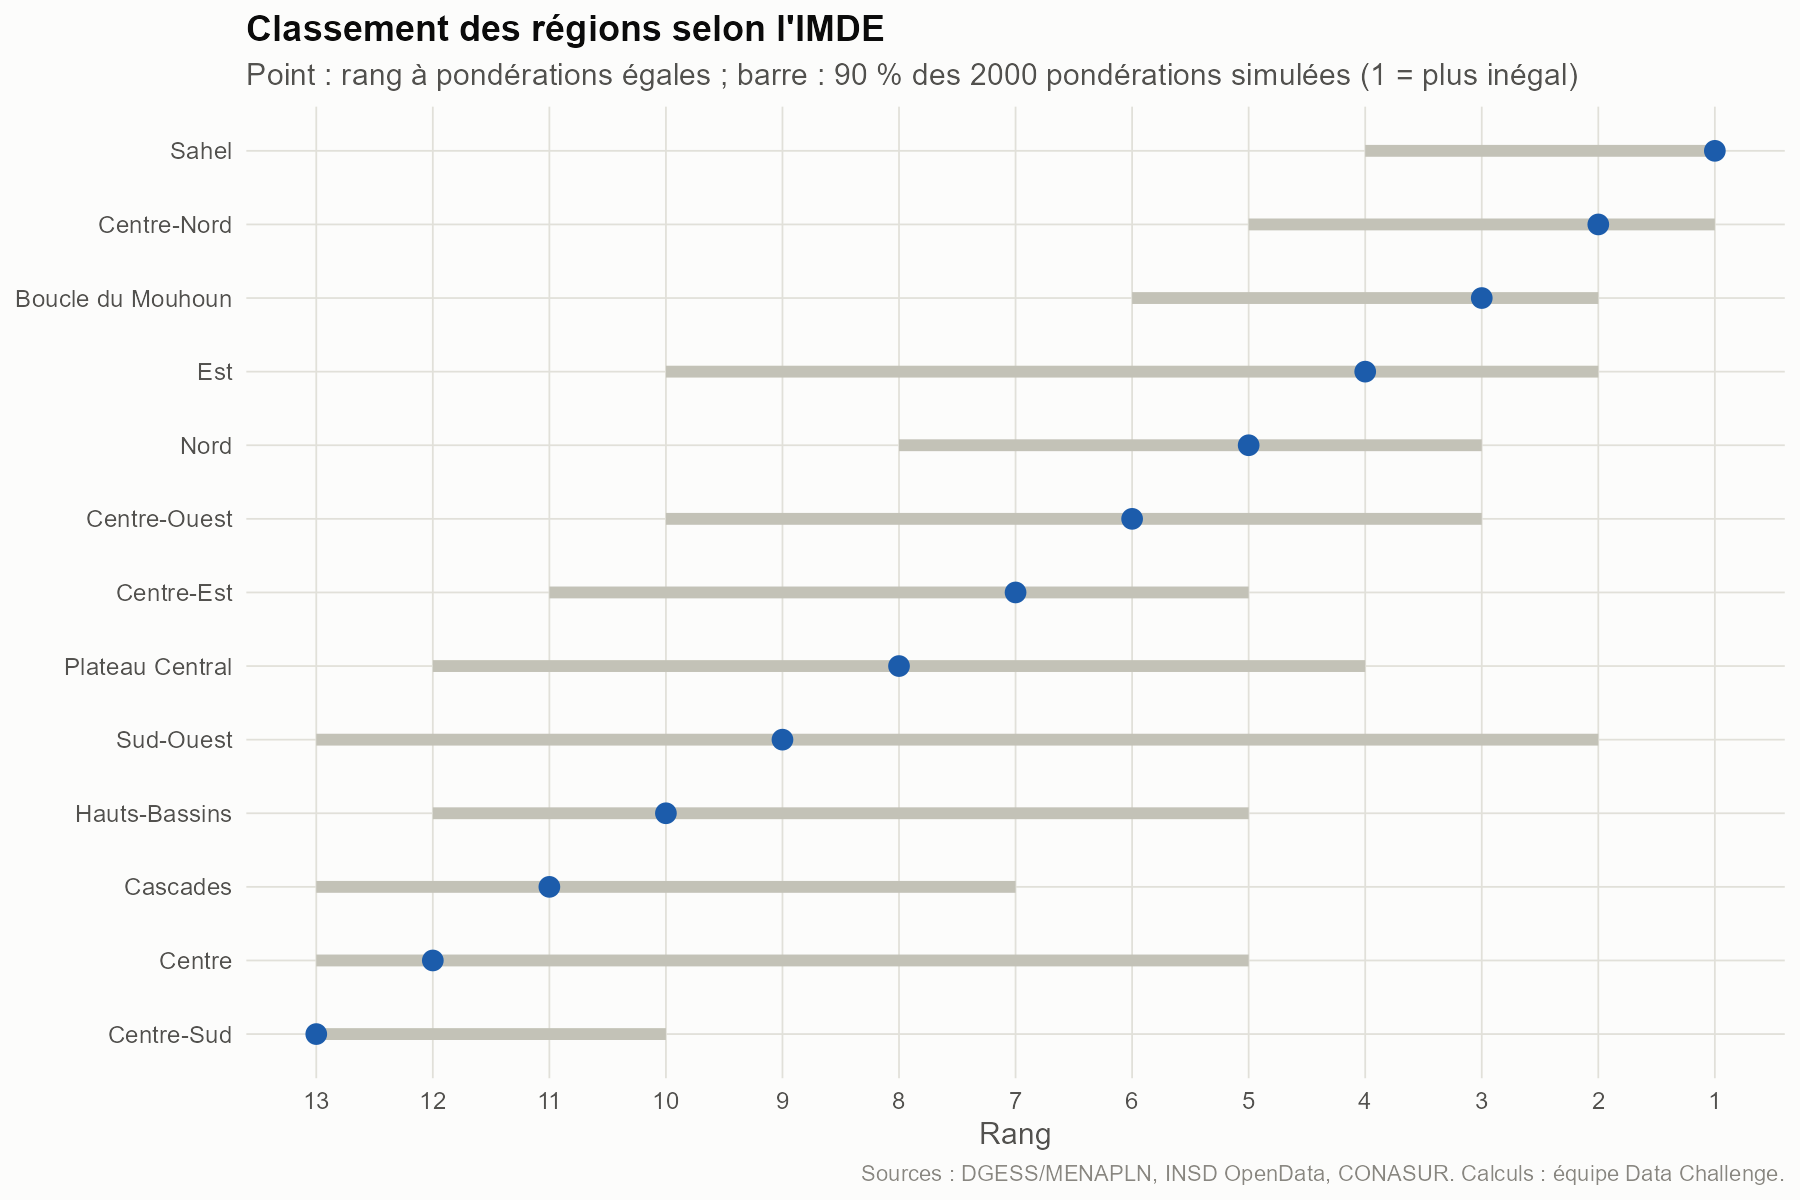 Classement des régions selon l'IMDE
Point : rang à pondérations égales ; barre : 90 % des 2000 pondérations simulées (1 = plus inégal)
Sahel
Centre-Nord
Boucle du Mouhoun
Est
Nord
Centre-Ouest
Centre-Est
Plateau Central
Sud-Ouest
Hauts-Bassins
Cascades
Centre
Centre-Sud
13 12 11 10 9 8 7 6 5 4 3 2 1
Rang
Sources : DGESS/MENAPLN, INSD OpenData, CONASUR. Calculs : équipe Data Challenge.